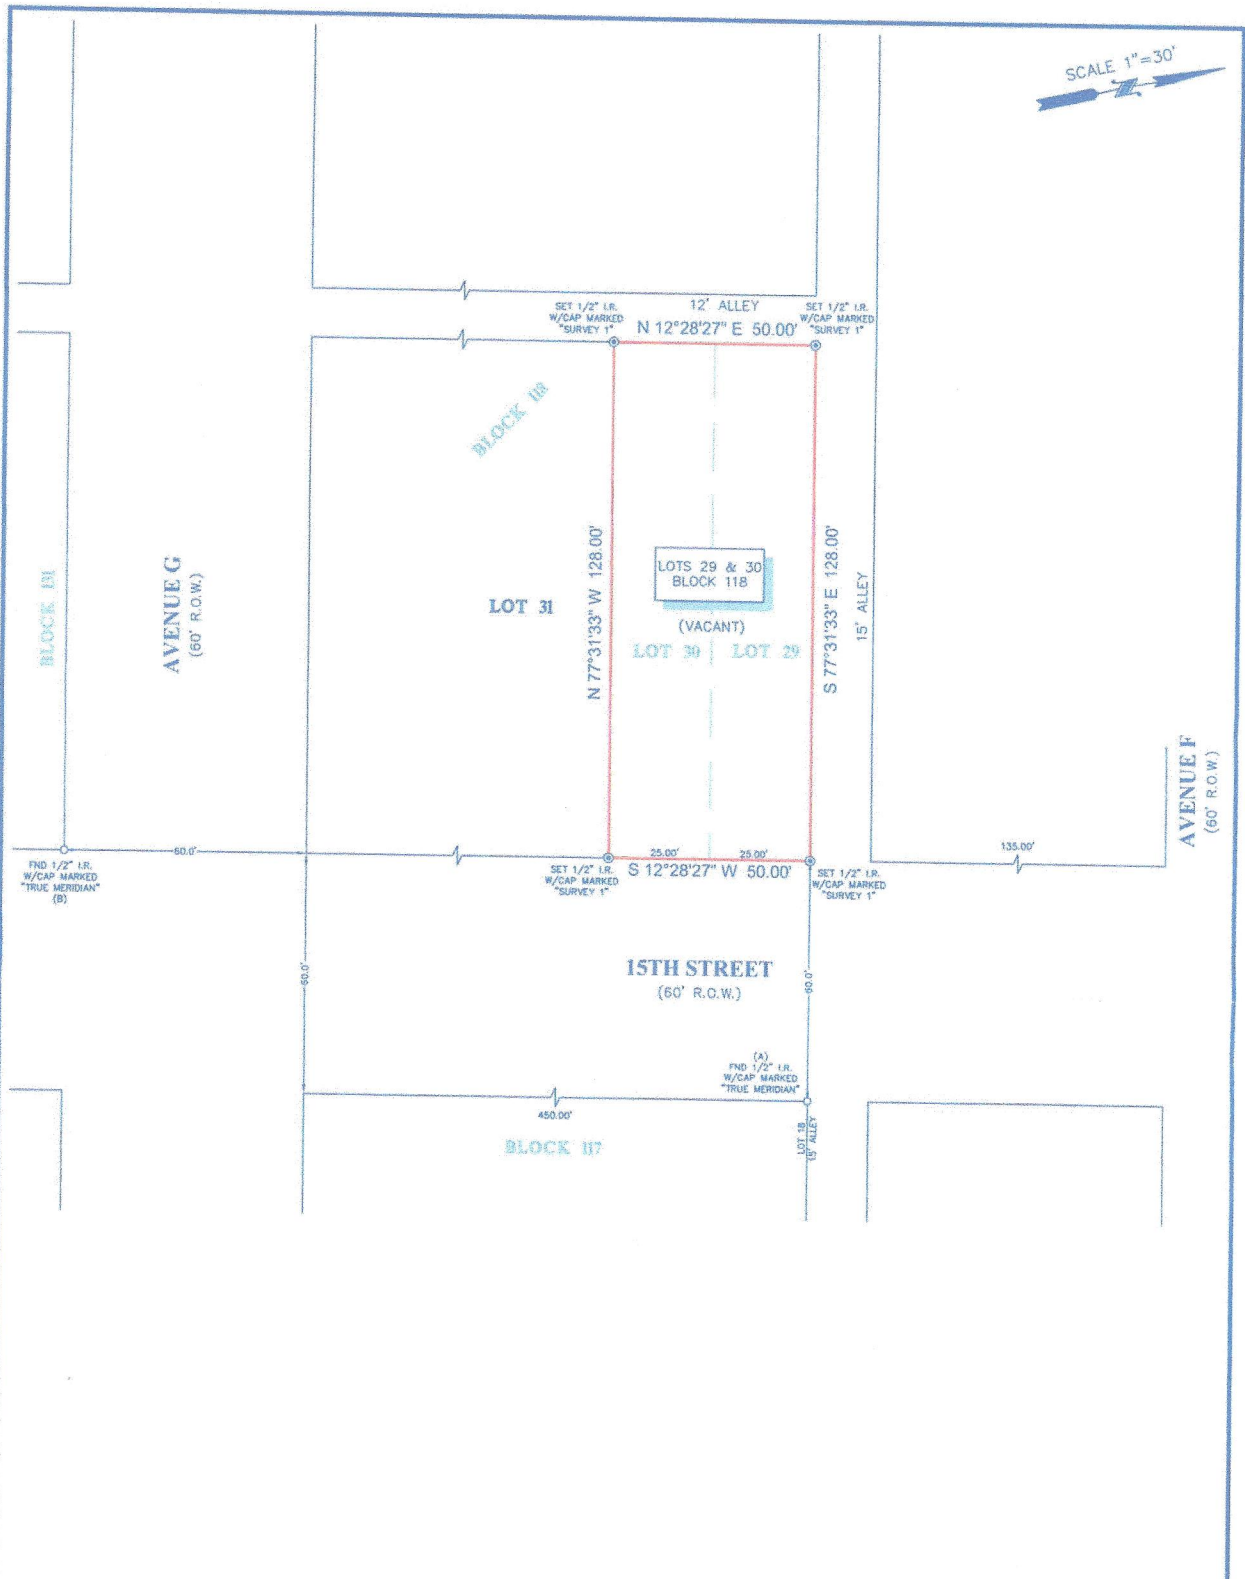 SCALE 1"=30'
12' ALLEY
SET 1/2" I.R.
W/CAP MARKED
"SURVEY 1"
N 12°28'27" E 50.00'
SET 1/2" I.R.
W/CAP MARKED
"SURVEY 1"
BLOCK 118
BLOCK 131
AVENUE G
(60' R.O.W.)
LOT 31
N 77°31'33" W 128.00'
LOTS 29 & 30
BLOCK 118
(VACANT)
LOT 30
LOT 29
S 77°31'33" E 128.00'
15' ALLEY
AVENUE F
(60' R.O.W.)
60.0'
25.00'
25.00'
135.00'
FND 1/2" I.R.
W/CAP MARKED
"TRUE MERIDIAN"
(B)
SET 1/2" I.R.
W/CAP MARKED
"SURVEY 1"
S 12°28'27" W 50.00'
SET 1/2" I.R.
W/CAP MARKED
"SURVEY 1"
60.0'
15TH STREET
(60' R.O.W.)
60.0'
(A)
FND 1/2" I.R.
W/CAP MARKED
"TRUE MERIDIAN"
450.00'
LOT 18
15' ALLEY
BLOCK 117